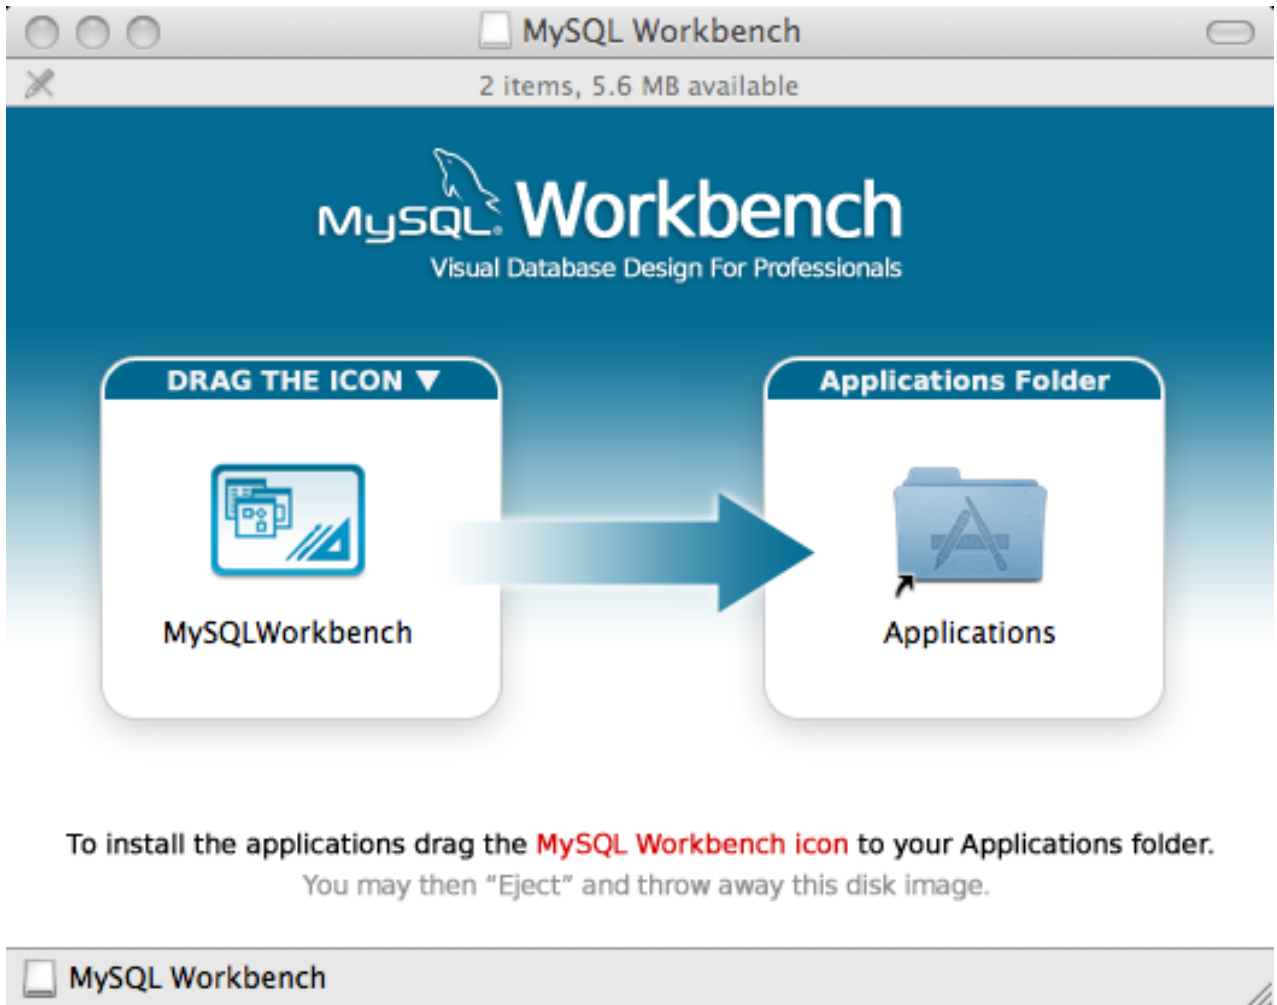 MySQL Workbench
2 items, 5.6 MB available
MySQL® Workbench
Visual Database Design For Professionals
DRAG THE ICON ▼
Applications Folder
MySQLWorkbench
Applications
To install the applications drag the MySQL Workbench icon to your Applications folder.
You may then “Eject” and throw away this disk image.
MySQL Workbench